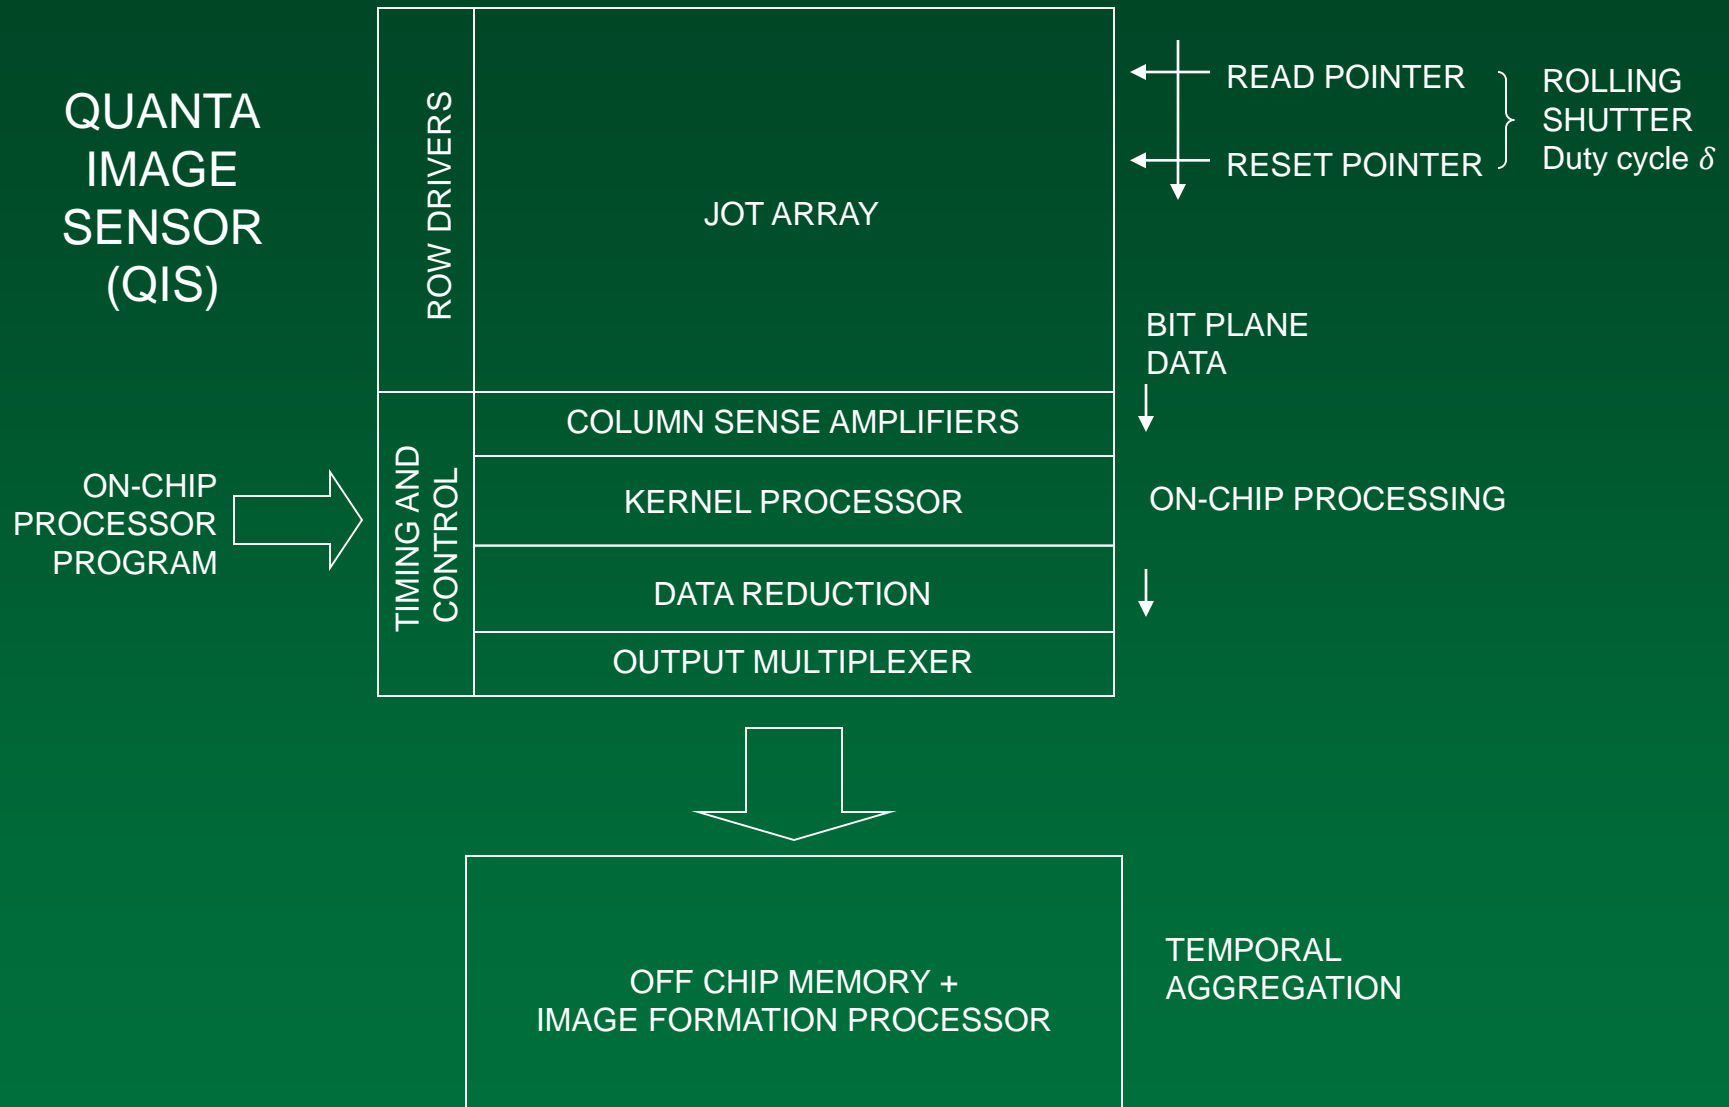 QUANTA
IMAGE
SENSOR
(QIS)
ROW DRIVERS
JOT ARRAY
READ POINTER
RESET POINTER
ROLLING
SHUTTER
Duty cycle δ
BIT PLANE
DATA
COLUMN SENSE AMPLIFIERS
ON-CHIP
PROCESSOR
PROGRAM
TIMING AND
CONTROL
KERNEL PROCESSOR
ON-CHIP PROCESSING
DATA REDUCTION
OUTPUT MULTIPLEXER
OFF CHIP MEMORY +
IMAGE FORMATION PROCESSOR
TEMPORAL
AGGREGATION